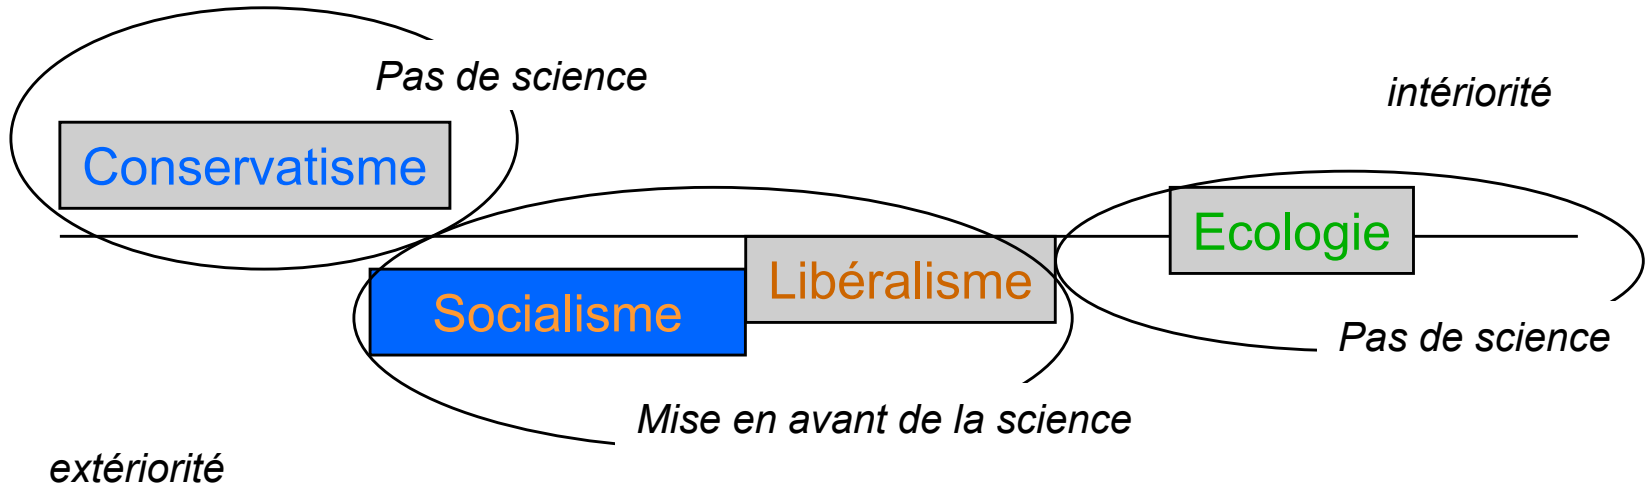 Pas de science
intériorité
Conservatisme
Ecologie
Libéralisme
Socialisme
Pas de science
Mise en avant de la science
extériorité